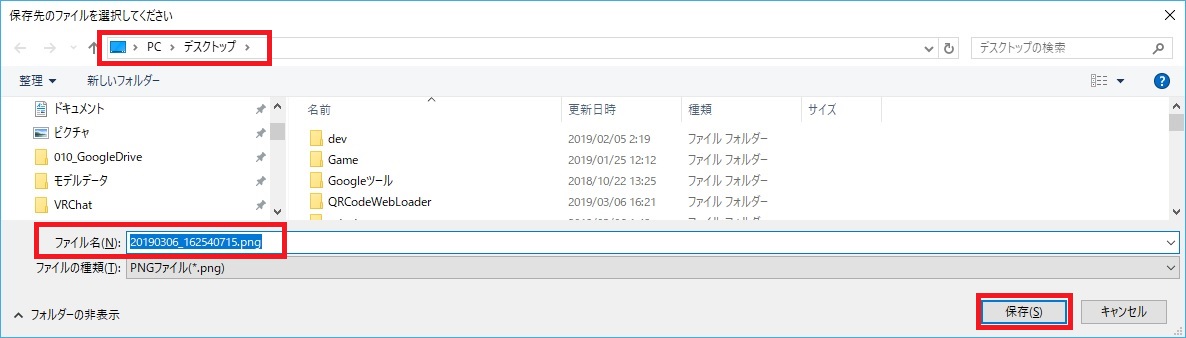 保存先のファイルを選択してください
PC デスクトップ
デスクトップの検索
整理 新しいフォルダー
ドキュメント
ピクチャ
010_GoogleDrive
モデルデータ
VRChat
名前 更新日時 種類 サイズ
dev 2019/02/05 2:19 ファイル フォルダー
Game 2019/01/25 12:12 ファイル フォルダー
Googleツール 2018/10/22 13:25 ファイル フォルダー
QRCodeWebLoader 2019/03/06 16:21 ファイル フォルダー
ファイル名(N): 20190306_162540715.png
ファイルの種類(T): PNGファイル(*.png)
フォルダーの非表示
保存(S) キャンセル